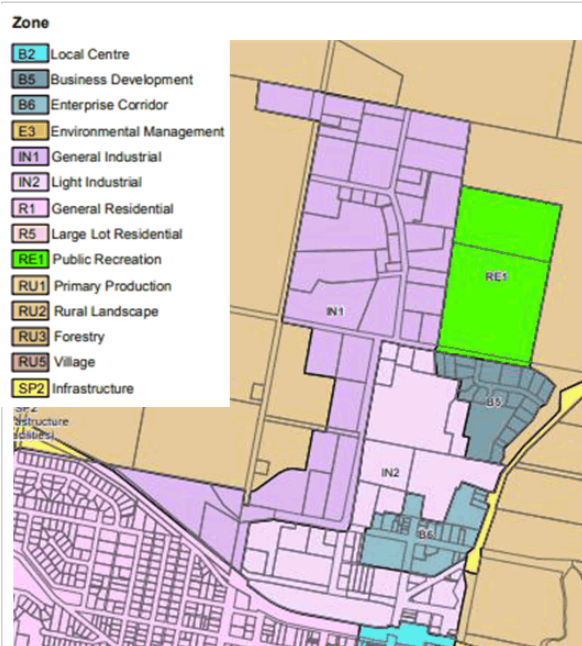 Zone
B2 Local Centre
B5 Business Development
B6 Enterprise Corridor
E3 Environmental Management
IN1 General Industrial
IN2 Light Industrial
R1 General Residential
R5 Large Lot Residential
RE1 Public Recreation
RU1 Primary Production
RU2 Rural Landscape
RU3 Forestry
RU5 Village
SP2 Infrastructure
RE1
IN1
B5
SP2
astructure
IN2
B6